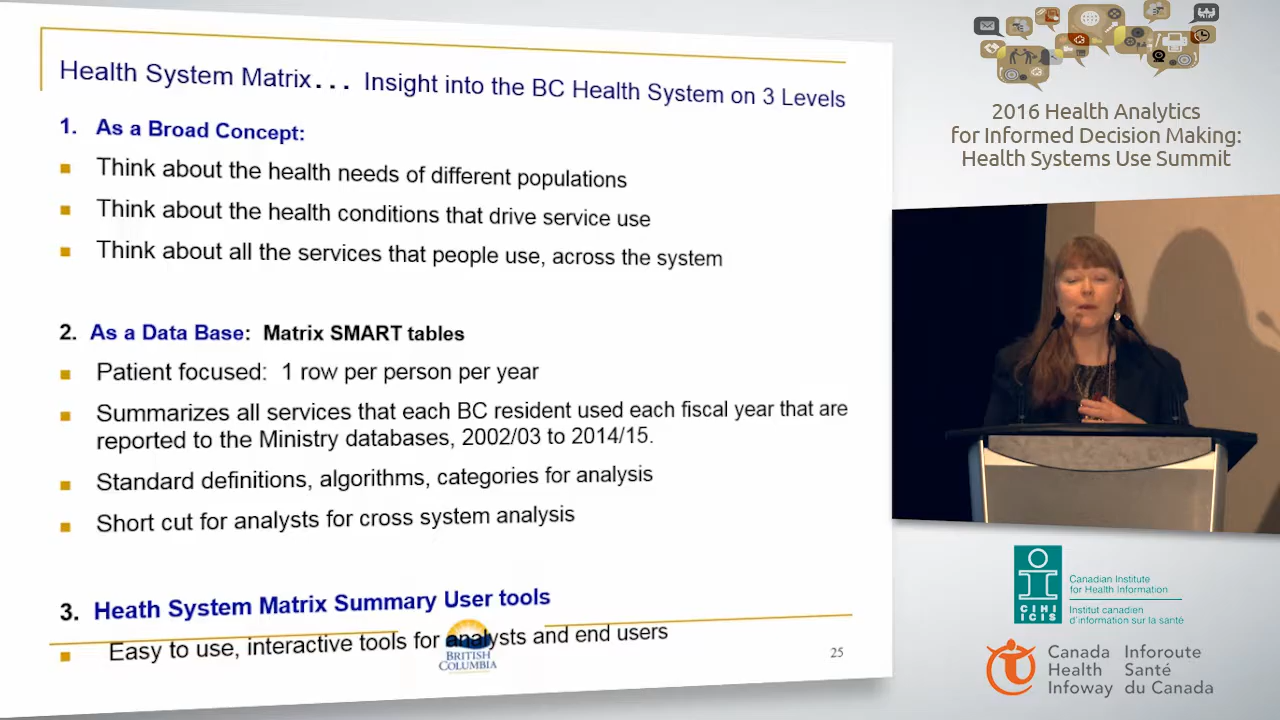 Health System Matrix... Insight into the BC Health System on 3 Levels
1. As a Broad Concept:
Think about the health needs of different populations
Think about the health conditions that drive service use
Think about all the services that people use, across the system
2. As a Data Base: Matrix SMART tables
Patient focused: 1 row per person per year
Summarizes all services that each BC resident used each fiscal year that are
reported to the Ministry databases, 2002/03 to 2014/15.
Standard definitions, algorithms, categories for analysis
Short cut for analysts for cross system analysis
3. Heath System Matrix Summary User tools
Easy to use, interactive tools for analysts and end users
BRITISH
COLUMBIA
25
2016 Health Analytics
for Informed Decision Making:
Health Systems Use Summit
CIHI
ICIS
Canadian Institute
for Health Information
Institut canadien
d'information sur la santé
Canada
Health
Infoway
Inforoute
Santé
du Canada